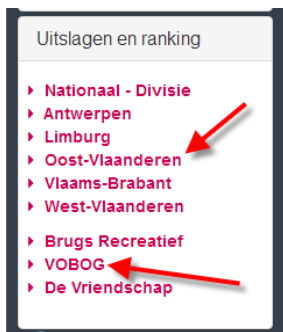 Uitslagen en ranking
Nationaal - Divisie
Antwerpen
Limburg
Oost-Vlaanderen
Vlaams-Brabant
West-Vlaanderen
Brugs Recreatief
VOBOG
De Vriendschap